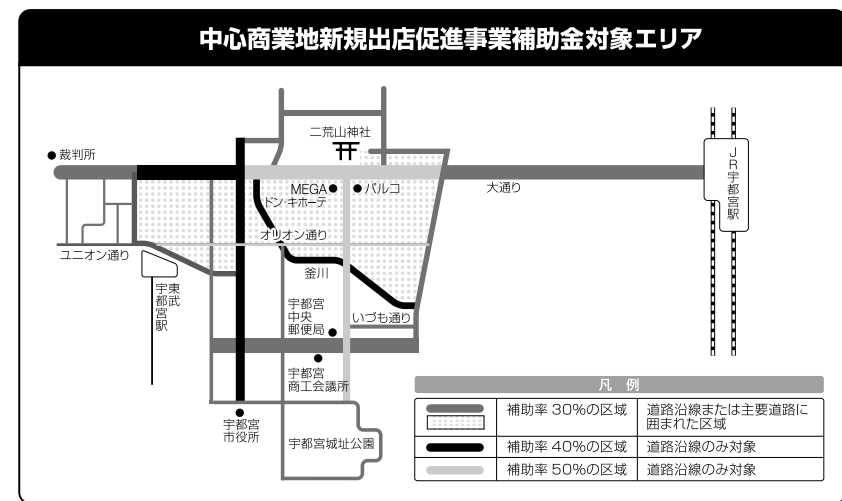 中心商業地新規出店促進事業補助金対象エリア
二荒山神社
裁判所
JR宇都宮駅
MEGA
ドン・キホーテ
パルコ
大通り
オリオン通り
ユニオン通り
釜川
東武
宇都宮駅
宇都宮
中央
郵便局
いづも通り
宇都宮
商工会議所
宇都宮
市役所
宇都宮城址公園
凡 例
補助率 30%の区域 道路沿線または主要道路に
囲まれた区域
補助率 40%の区域 道路沿線のみ対象
補助率 50%の区域 道路沿線のみ対象